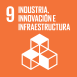 9 INDUSTRIA,
INNOVACIÓN E
INFRAESTRUCTURA